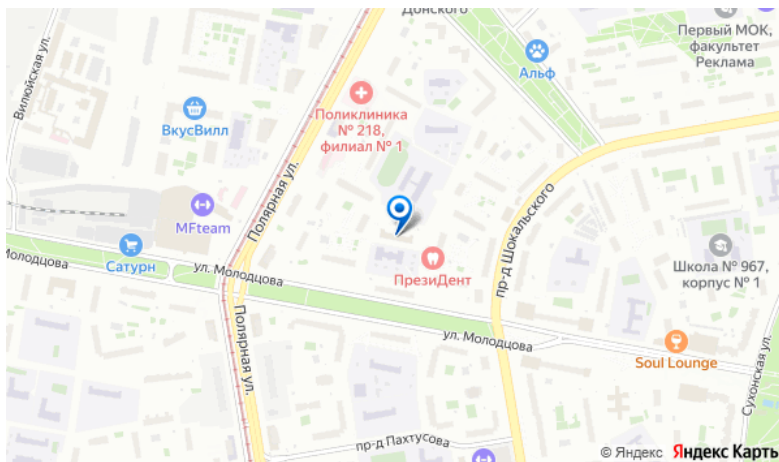 Донского
Первый МОК,
факультет
Реклама
Вилюйская ул.
Альф
Поликлиника
№ 218,
филиал № 1
ВкусВилл
Полярная ул.
пр-д Шокальского
MFteam
Сатурн
Молодцова
ул. Молодцова
ПрезиДент
Школа № 967,
корпус № 1
Полярная ул.
ул. Молодцова
Soul Lounge
Сухонская ул.
пр-д Пахтусова
© Яндекс Яндекс Карты